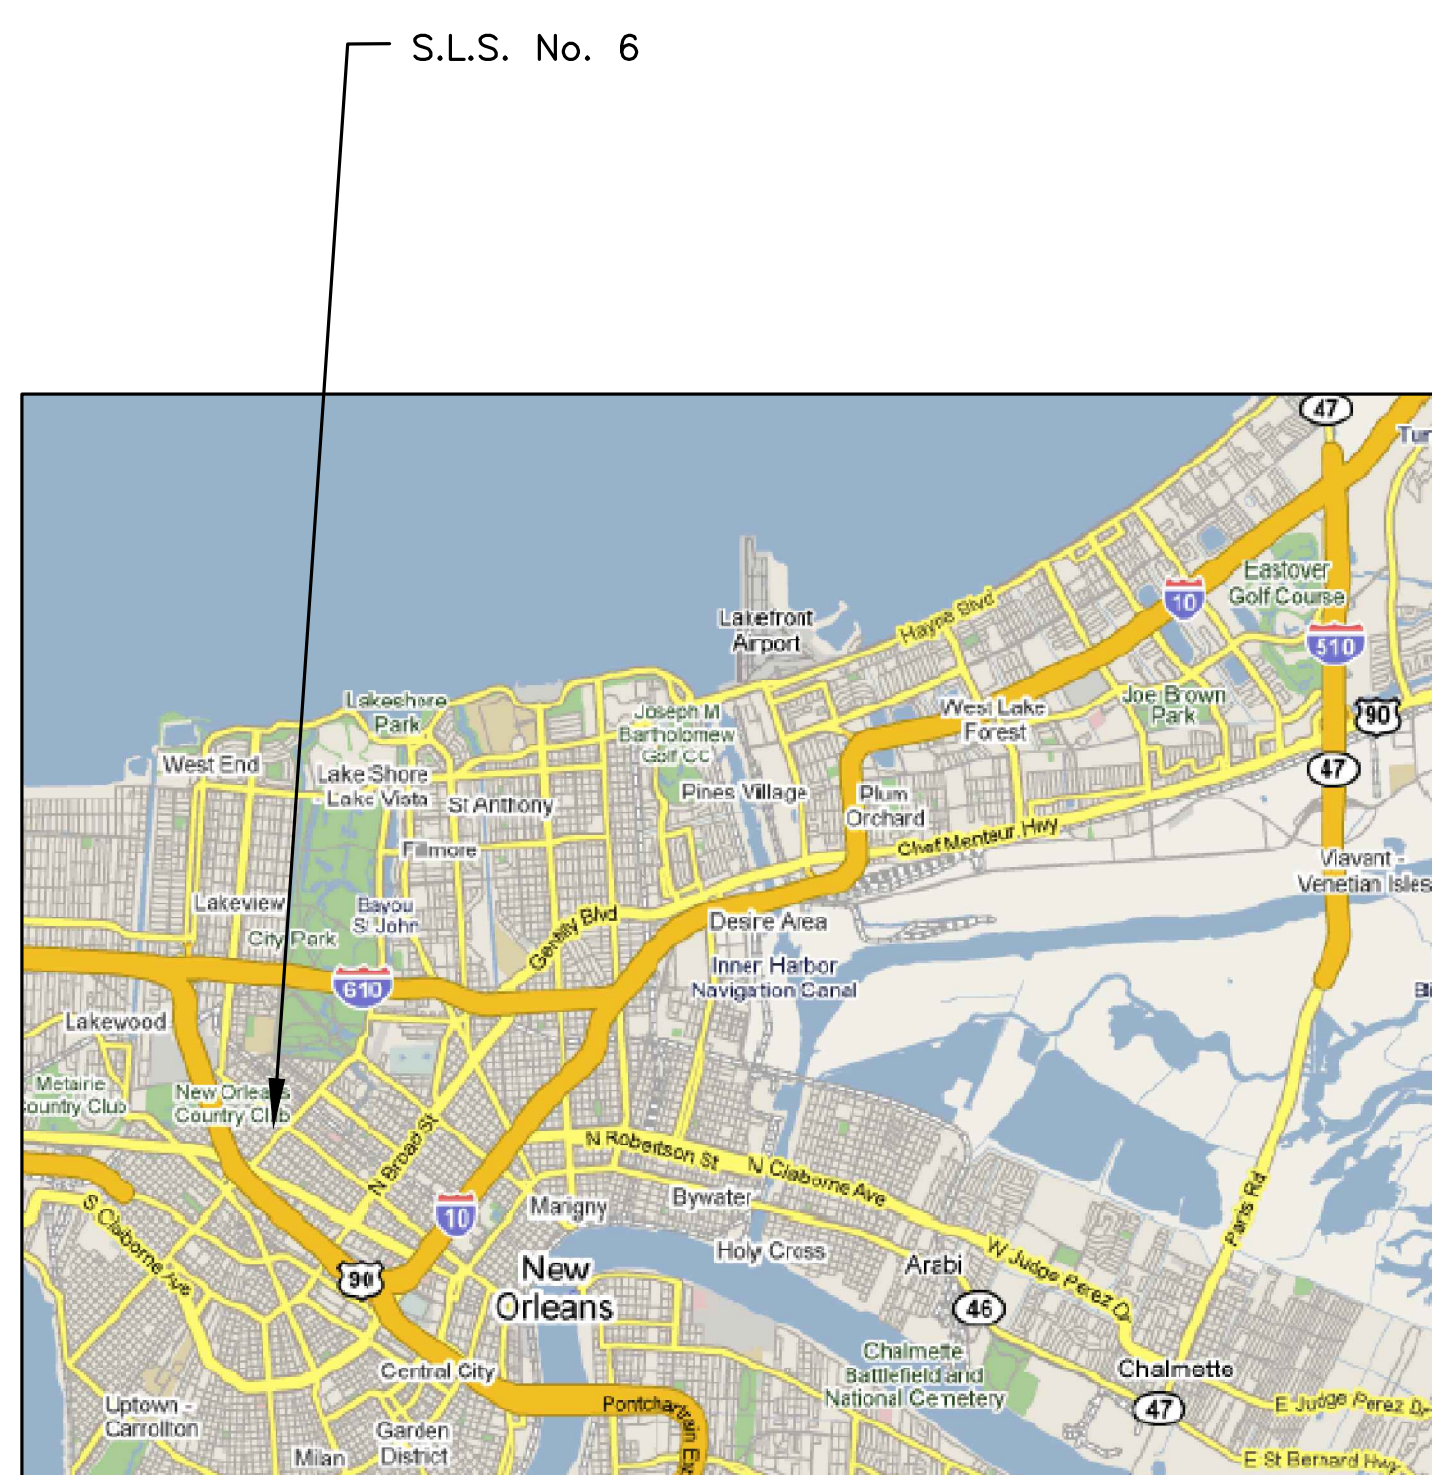 S.L.S. No. 6
47
Tur
Eastover
Golf Course
10
Lakefront
Airport
Hayne Blvd
510
Lakeshore
Park
Joseph M
Bartholomew
Golf CC
West Lake
Forest
Joe Brown
Park
90
West End
Lake Shore
- Lake Vista
St Anthony
Pines Village
Plum
Orchard
47
Fillmore
Chef Menteur Hwy
Viavant -
Venetian Isles
Lakeview
Bayou
St John
City Park
Gentilly Blvd
Desire Area
610
Inner Harbor
Navigation Canal
Bli
Lakewood
Metairie
ountry Club
New Orleans
Country Club
N Broad St
N Robertson St
N Claiborne Ave
Paris Rd
S Claiborne Ave
10
Marigny
Bywater
Holy Cross
Arabi
W Judge Perez Dr
90
New
Orleans
46
Central City
Chalmette
Battlefield and
National Cemetery
Chalmette
Uptown -
Carrollton
Pontchartrain Ex
47
E Judge Perez D
Garden
District
Milan
E St Bernard Hwy